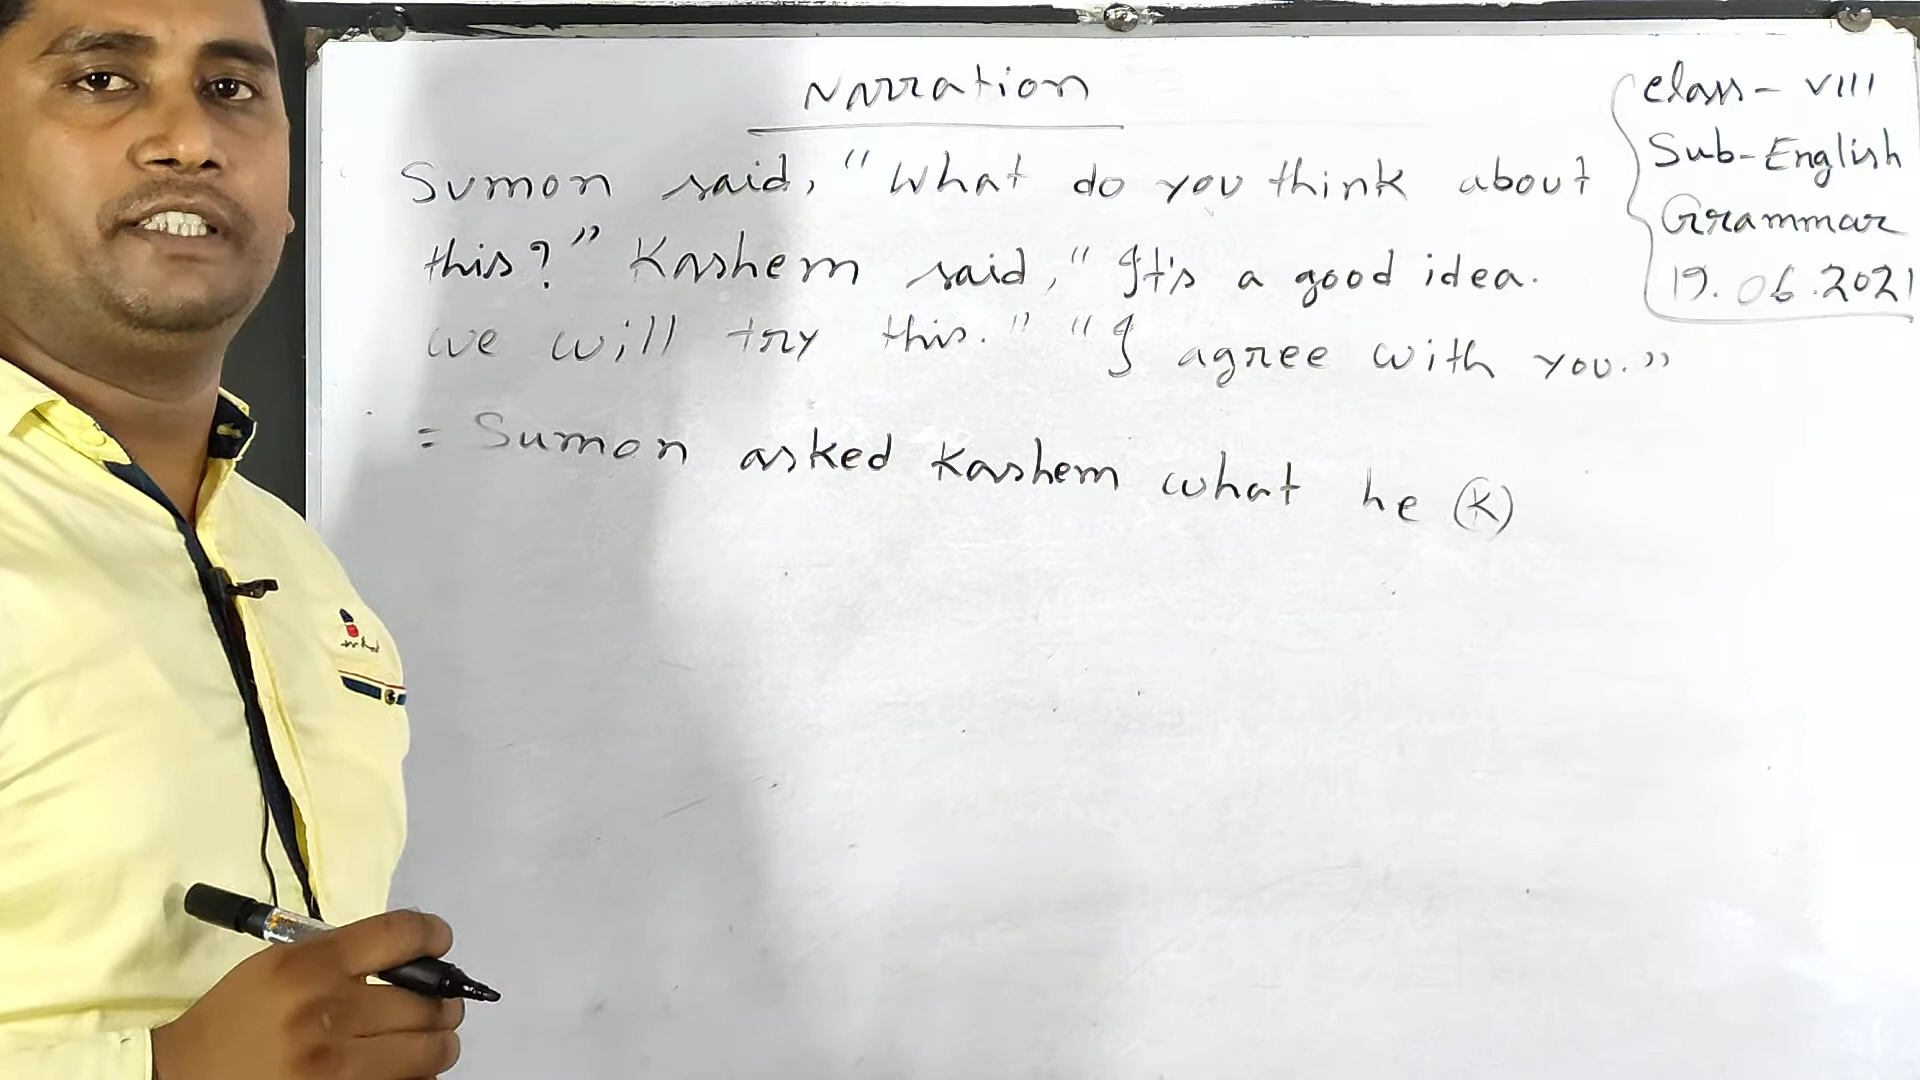 Narration
Sumon said, "What do you think about
this?" Kashem said, "It's a good idea.
we will try this." "I agree with you."
= Sumon asked Kashem what he (K)
class - VIII
Sub-English
Grammar
19.06.2021